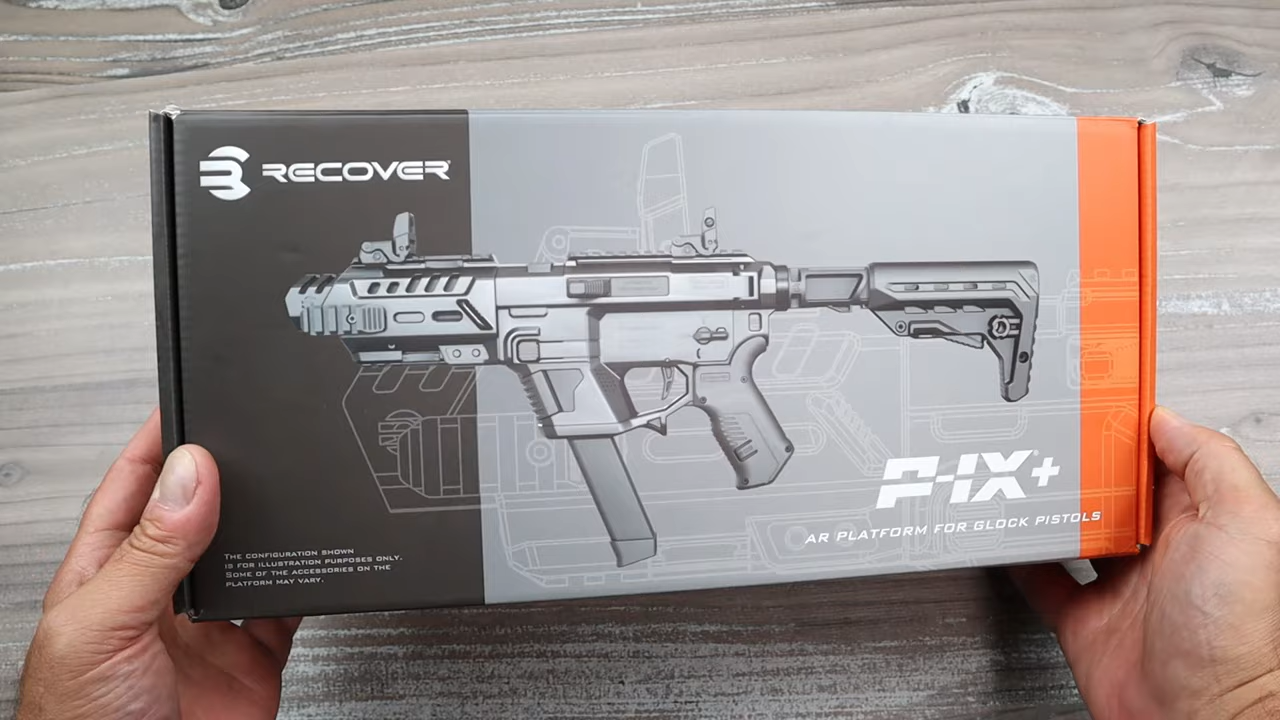 RECOVER
P-IX+
AR PLATFORM FOR GLOCK PISTOLS
THE CONFIGURATION SHOWN
IS FOR ILLUSTRATION PURPOSES ONLY.
SOME OF THE ACCESSORIES ON THE
PLATFORM MAY VARY.